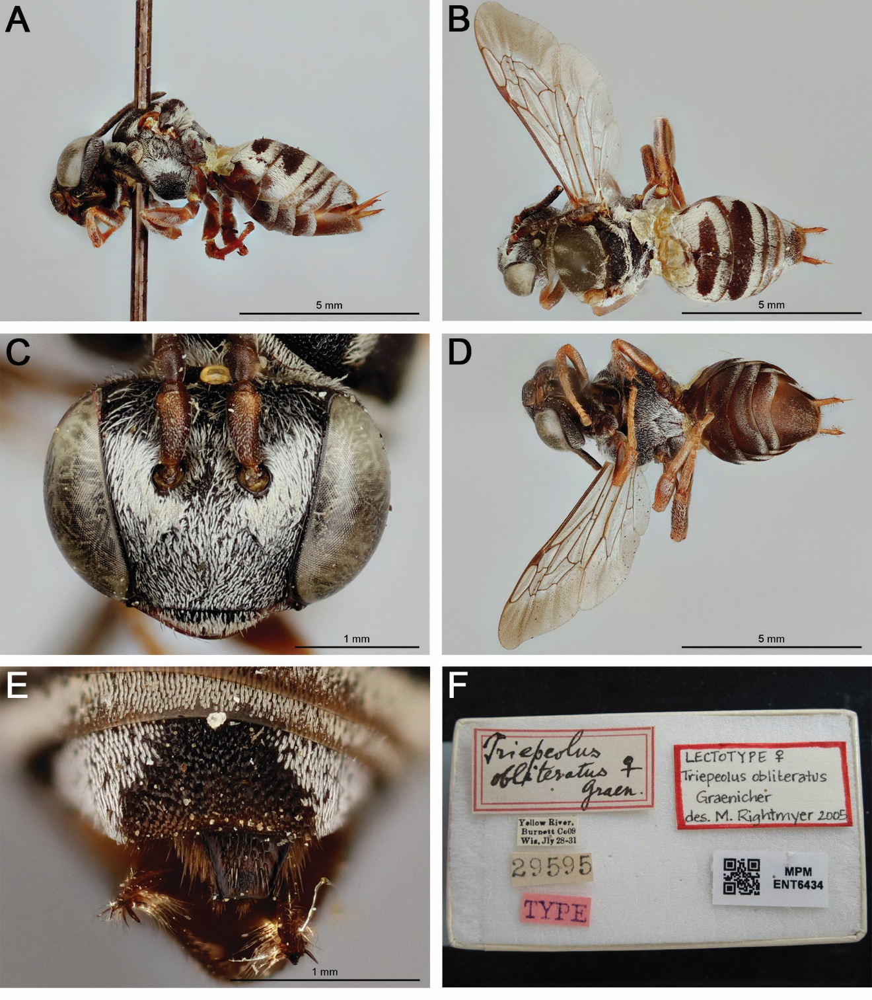 A
5 mm
B
5 mm
C
1 mm
D
5 mm
E
1 mm
F
Triepeolus
obliteratus ♀
Graen.
Yellow River,
Burnett Co09
Wis, Jly 28-31
29595
TYPE
LECTOTYPE ♀
Triepeolus obliteratus
Graenicher
des. M. Rightmyer 2005
MPM
ENT6434